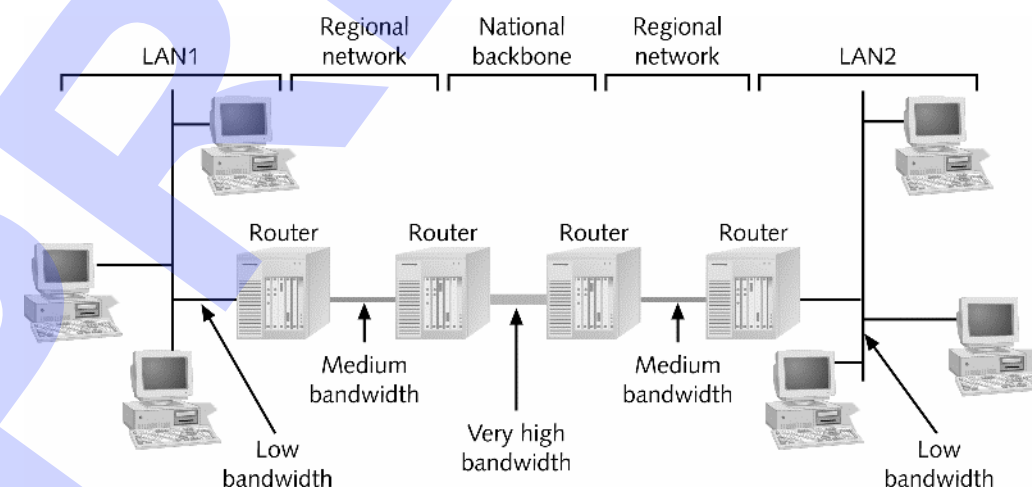 LAN1
Regional
network
National
backbone
Regional
network
LAN2
Router
Router
Router
Router
Medium
bandwidth
Medium
bandwidth
Very high
bandwidth
Low
bandwidth
Low
bandwidth